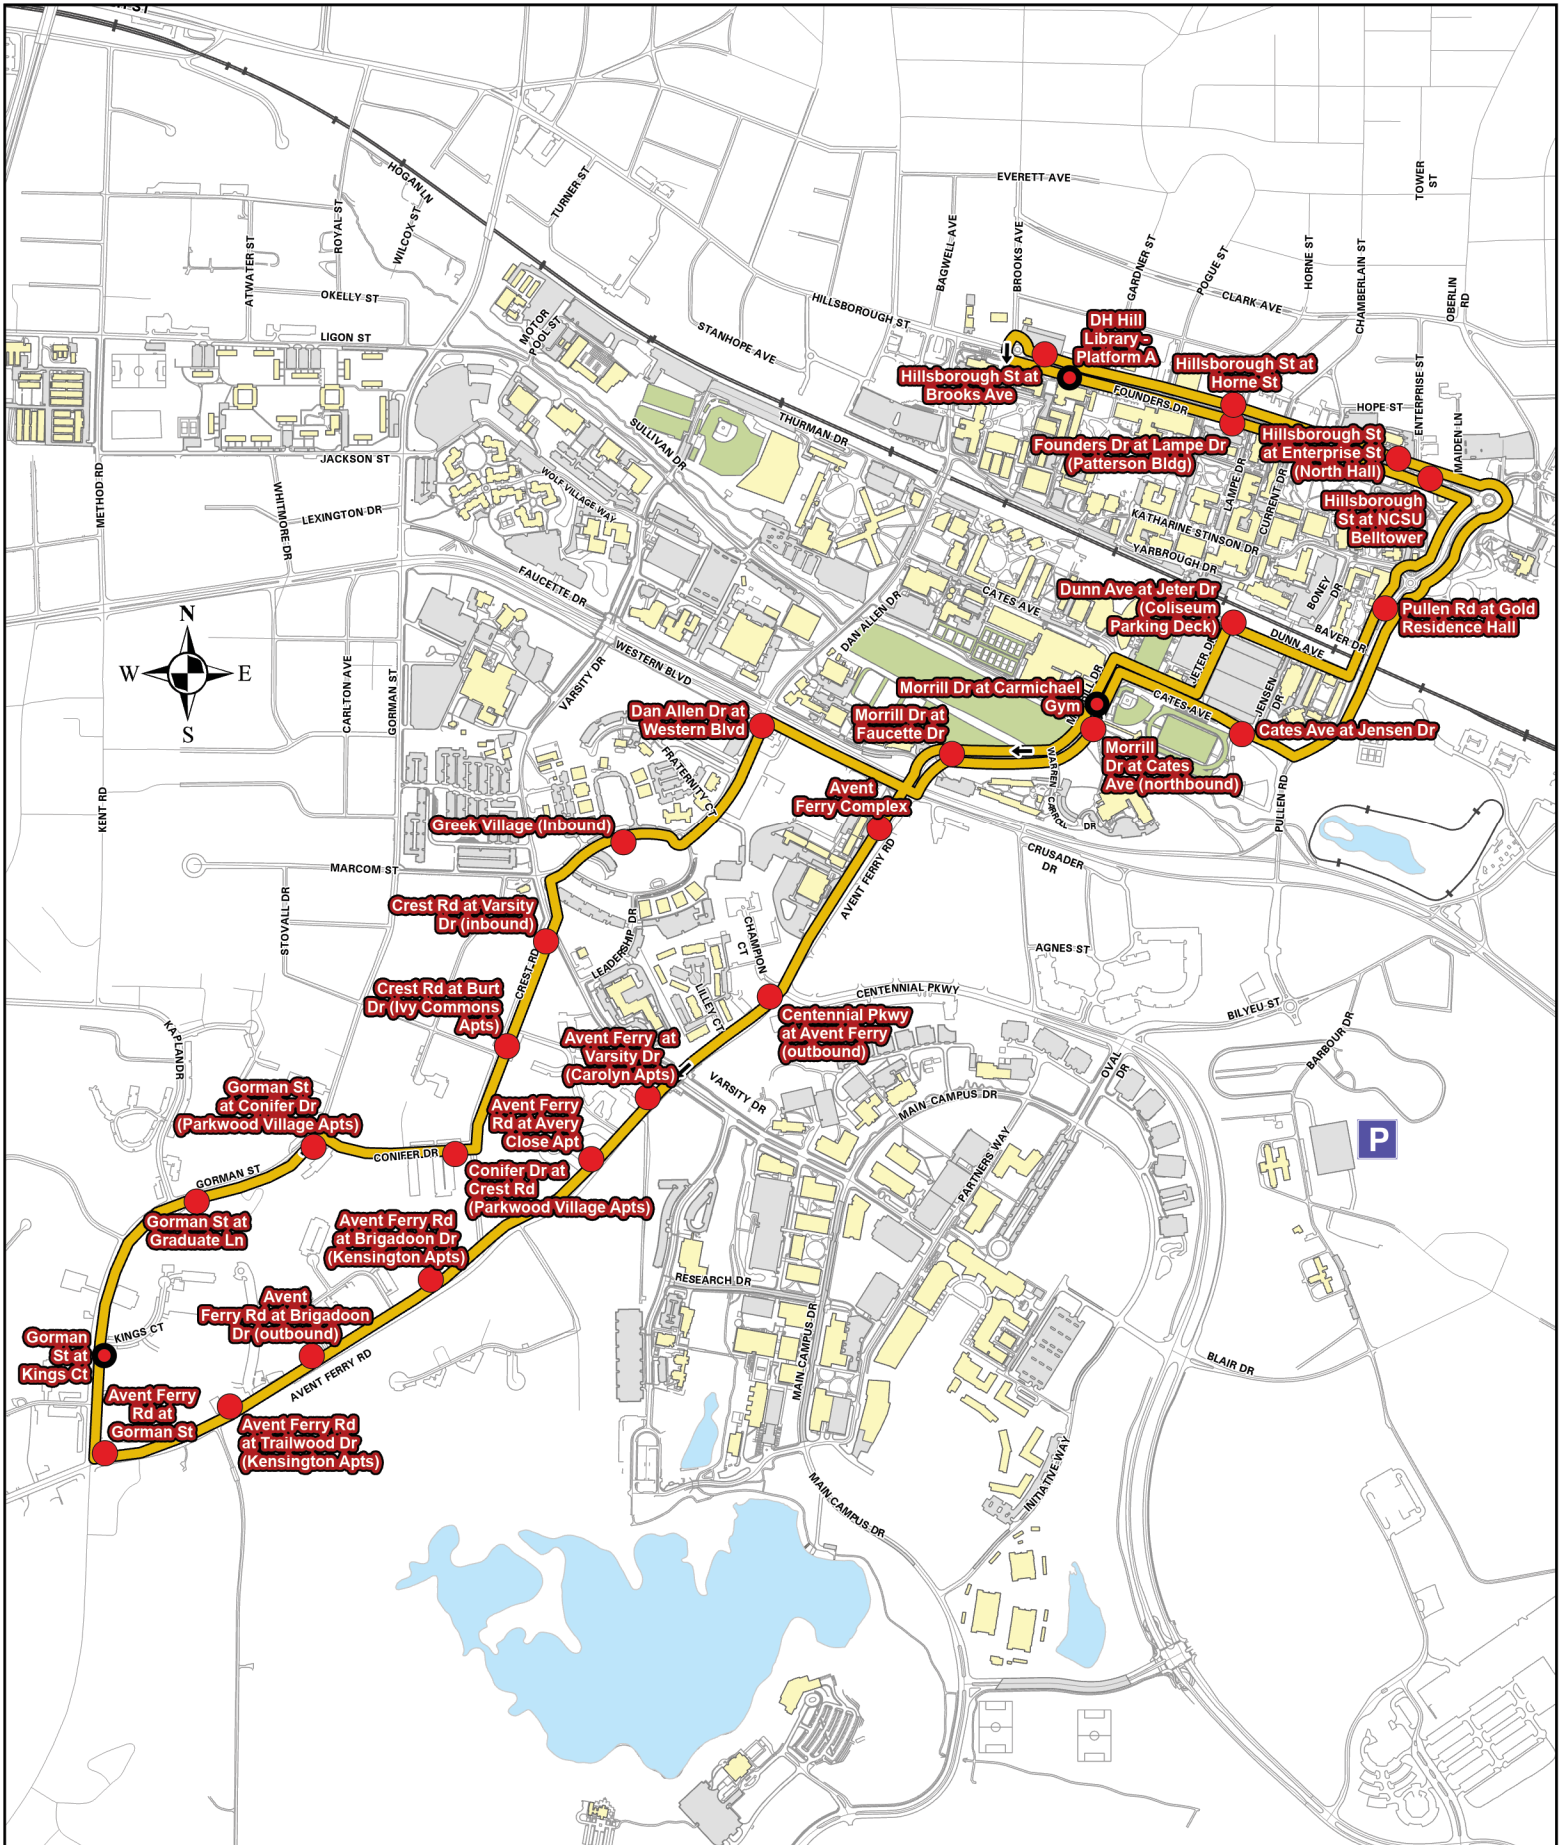 EVERETT AVE
TOWER
ST
HOGAN LN
TURNER ST
ROYAL ST
WILCOX ST
ATWATER ST
OKELLY ST
LIGON ST
MOTOR
POOL ST
STANHOPE AVE
HILLSBOROUGH ST
BAGWELL AVE
BROOKS AVE
GARDNER ST
POGUE ST
HORNE ST
CLARK AVE
CHAMBERLAIN ST
OBERLIN
RD
DH Hill
Library -
Platform A
Hillsborough St at
Brooks Ave
Hillsborough St at
Horne St
FOUNDERS DR
HOPE ST
ENTERPRISE ST
MAIDEN LN
THURMAN DR
SULLIVAN DR
Founders Dr at Lampe Dr
(Patterson Bldg)
Hillsborough St
at Enterprise St
(North Hall)
Hillsborough
St at NCSU
Belltower
JACKSON ST
METHOD RD
WHITMORE DR
LEXINGTON DR
WOLF VILLAGE WAY
LAMPE DR
CURRENT DR
KATHARINE STINSON DR
YARBROUGH DR
BONEY
DR
FAUCETTE DR
CATES AVE
DAN ALLEN DR
Dunn Ave at Jeter Dr
(Coliseum
Parking Deck)
Pullen Rd at Gold
Residence Hall
BAVER DR
DUNN AVE
JETER DR
N
W
E
S
CARLTON AVE
GORMAN ST
VARSITY DR
WESTERN BLVD
Morrill Dr at Carmichael
Gym
CATES AVE
JENSEN
DR
Dan Allen Dr at
Western Blvd
Morrill Dr at
Faucette Dr
Cates Ave at Jensen Dr
Morrill
Dr at Cates
Ave (northbound)
WARREN CARROLL
DR
FRATERNITY CT
Avent
Ferry Complex
PULLEN RD
KENT RD
Greek Village (Inbound)
AVENT FERRY RD
CRUSADER
DR
MARCOM ST
STOVALL DR
Crest Rd at Varsity
Dr (inbound)
LEADERSHIP DR
CHAMPION
CT
AGNES ST
CREST RD
Crest Rd at Burt
Dr (Ivy Commons
Apts)
LILLEY CT
CENTENNIAL PKWY
Centennial Pkwy
at Avent Ferry
(outbound)
BILYEU ST
BARBOUR DR
KAPLAN DR
Avent Ferry at
Varsity Dr
(Carolyn Apts)
VARSITY DR
OVAL
DR
MAIN CAMPUS DR
Gorman St
at Conifer Dr
(Parkwood Village Apts)
Avent Ferry
Rd at Avery
Close Apt
P
CONIFER DR
PARTNERS WAY
GORMAN ST
Conifer Dr at
Crest Rd
(Parkwood Village Apts)
Gorman St at
Graduate Ln
Avent Ferry Rd
at Brigadoon Dr
(Kensington Apts)
RESEARCH DR
Avent
Ferry Rd at Brigadoon
Dr (outbound)
KINGS CT
Gorman
St at
Kings Ct
AVENT FERRY RD
MAIN CAMPUS DR
BLAIR DR
Avent Ferry
Rd at
Gorman St
Avent Ferry Rd
at Trailwood Dr
(Kensington Apts)
INITIATIVE WAY
MAIN CAMPUS DR